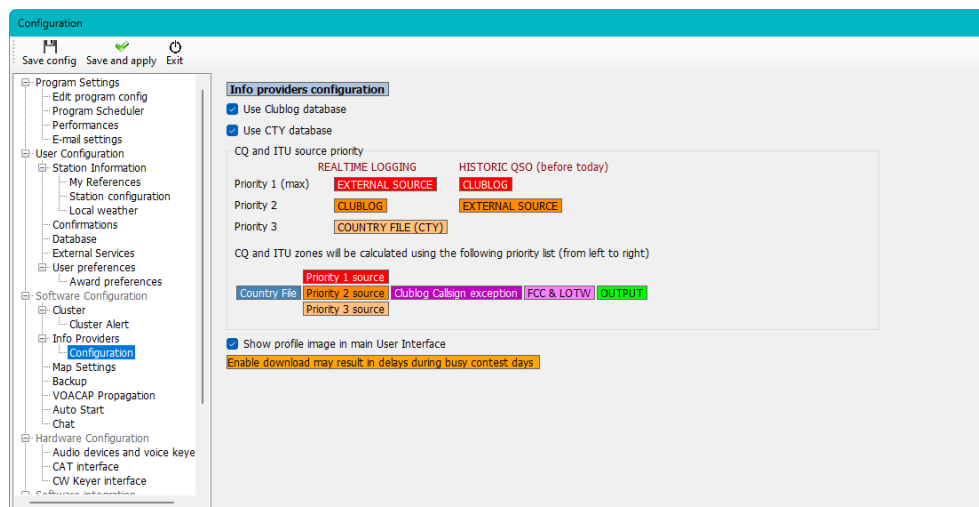 Configuration
Save config Save and apply Exit
Program Settings
Edit program config
Program Scheduler
Performances
E-mail settings
User Configuration
Station Information
My References
Station configuration
Local weather
Confirmations
Database
External Services
User preferences
Award preferences
Software Configuration
Cluster
Cluster Alert
Info Providers
Configuration
Map Settings
Backup
VOACAP Propagation
Auto Start
Chat
Hardware Configuration
Audio devices and voice keye
CAT interface
CW Keyer interface
Software integration
Info providers configuration
Use Clublog database
Use CTY database
CQ and ITU source priority
REALTIME LOGGING HISTORIC QSO (before today)
Priority 1 (max) EXTERNAL SOURCE CLUBLOG
Priority 2 CLUBLOG EXTERNAL SOURCE
Priority 3 COUNTRY FILE (CTY)
CQ and ITU zones will be calculated using the following priority list (from left to right)
Priority 1 source
Country File Priority 2 source Clublog Callsign exception FCC & LOTW OUTPUT
Priority 3 source
Show profile image in main User Interface
Enable download may result in delays during busy contest days